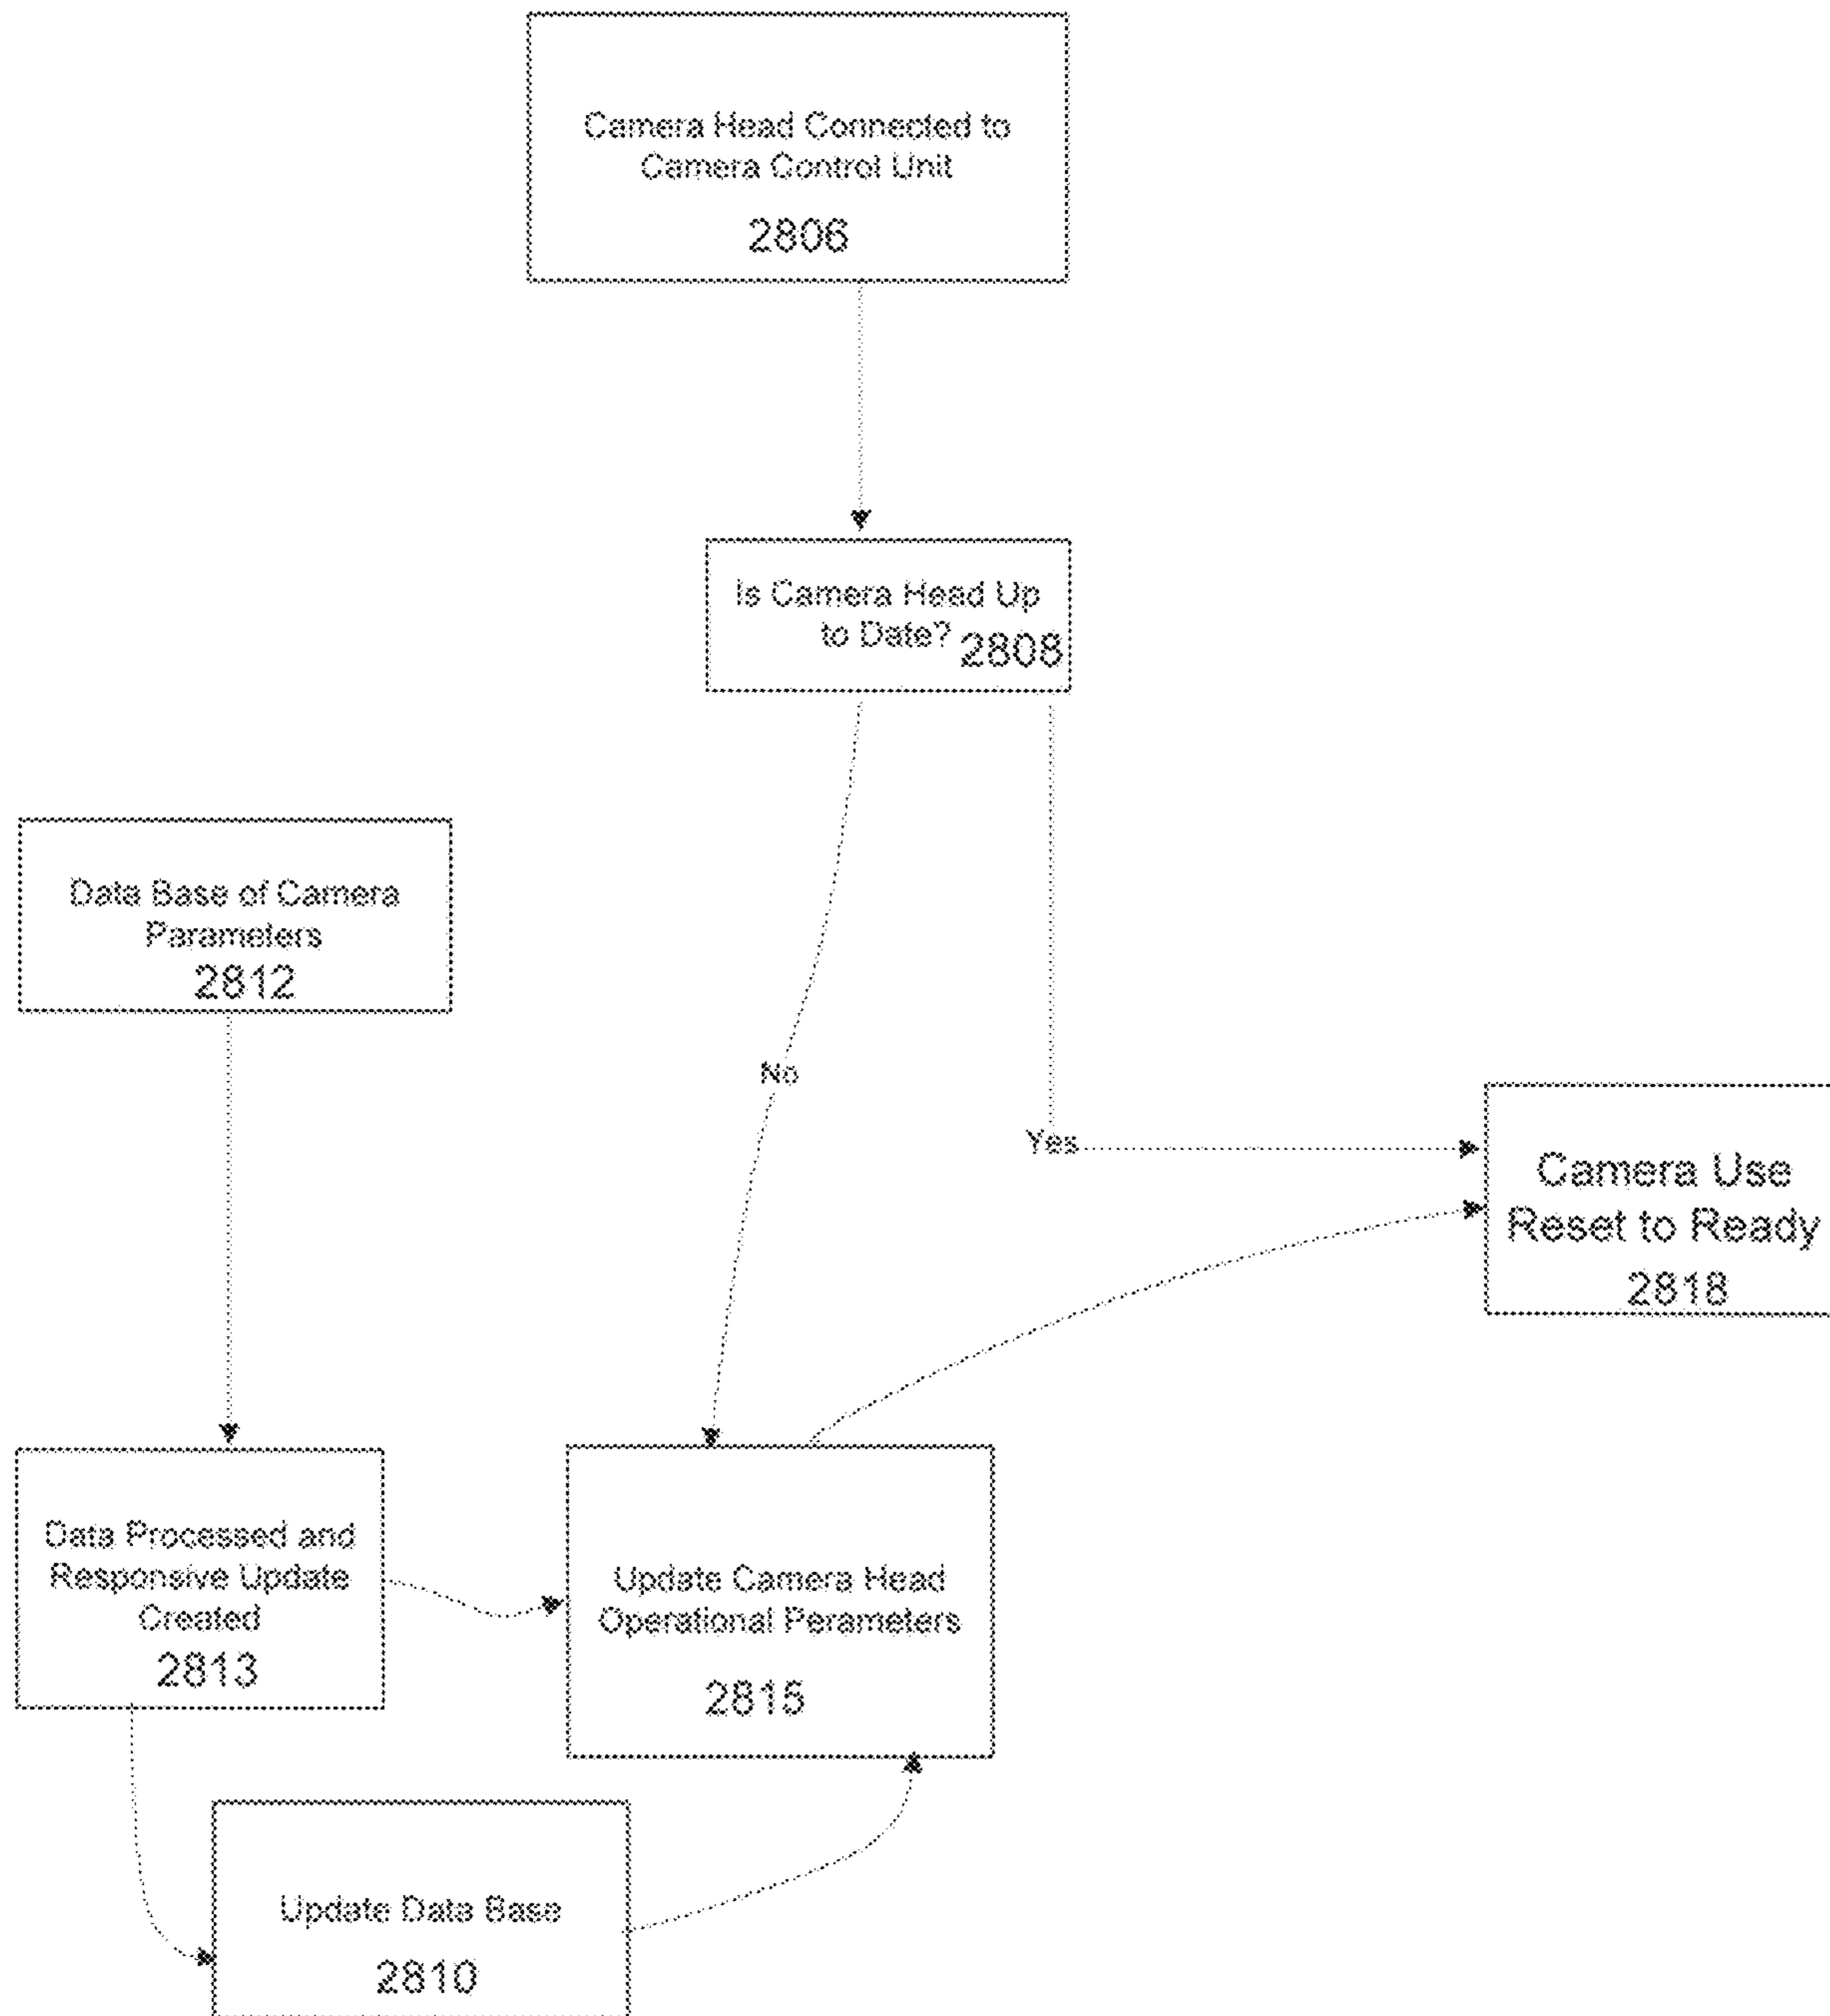 Camera Head Connected to
Camera Control Unit
2806
Is Camera Head Up
to Date? 2808
Data Base of Camera
Parameters
2812
No
Yes
Camera Use
Reset to Ready
2818
Data Processed and
Responsive Update
Created
2813
Update Camera Head
Operational Perameters
2815
Update Data Base
2810